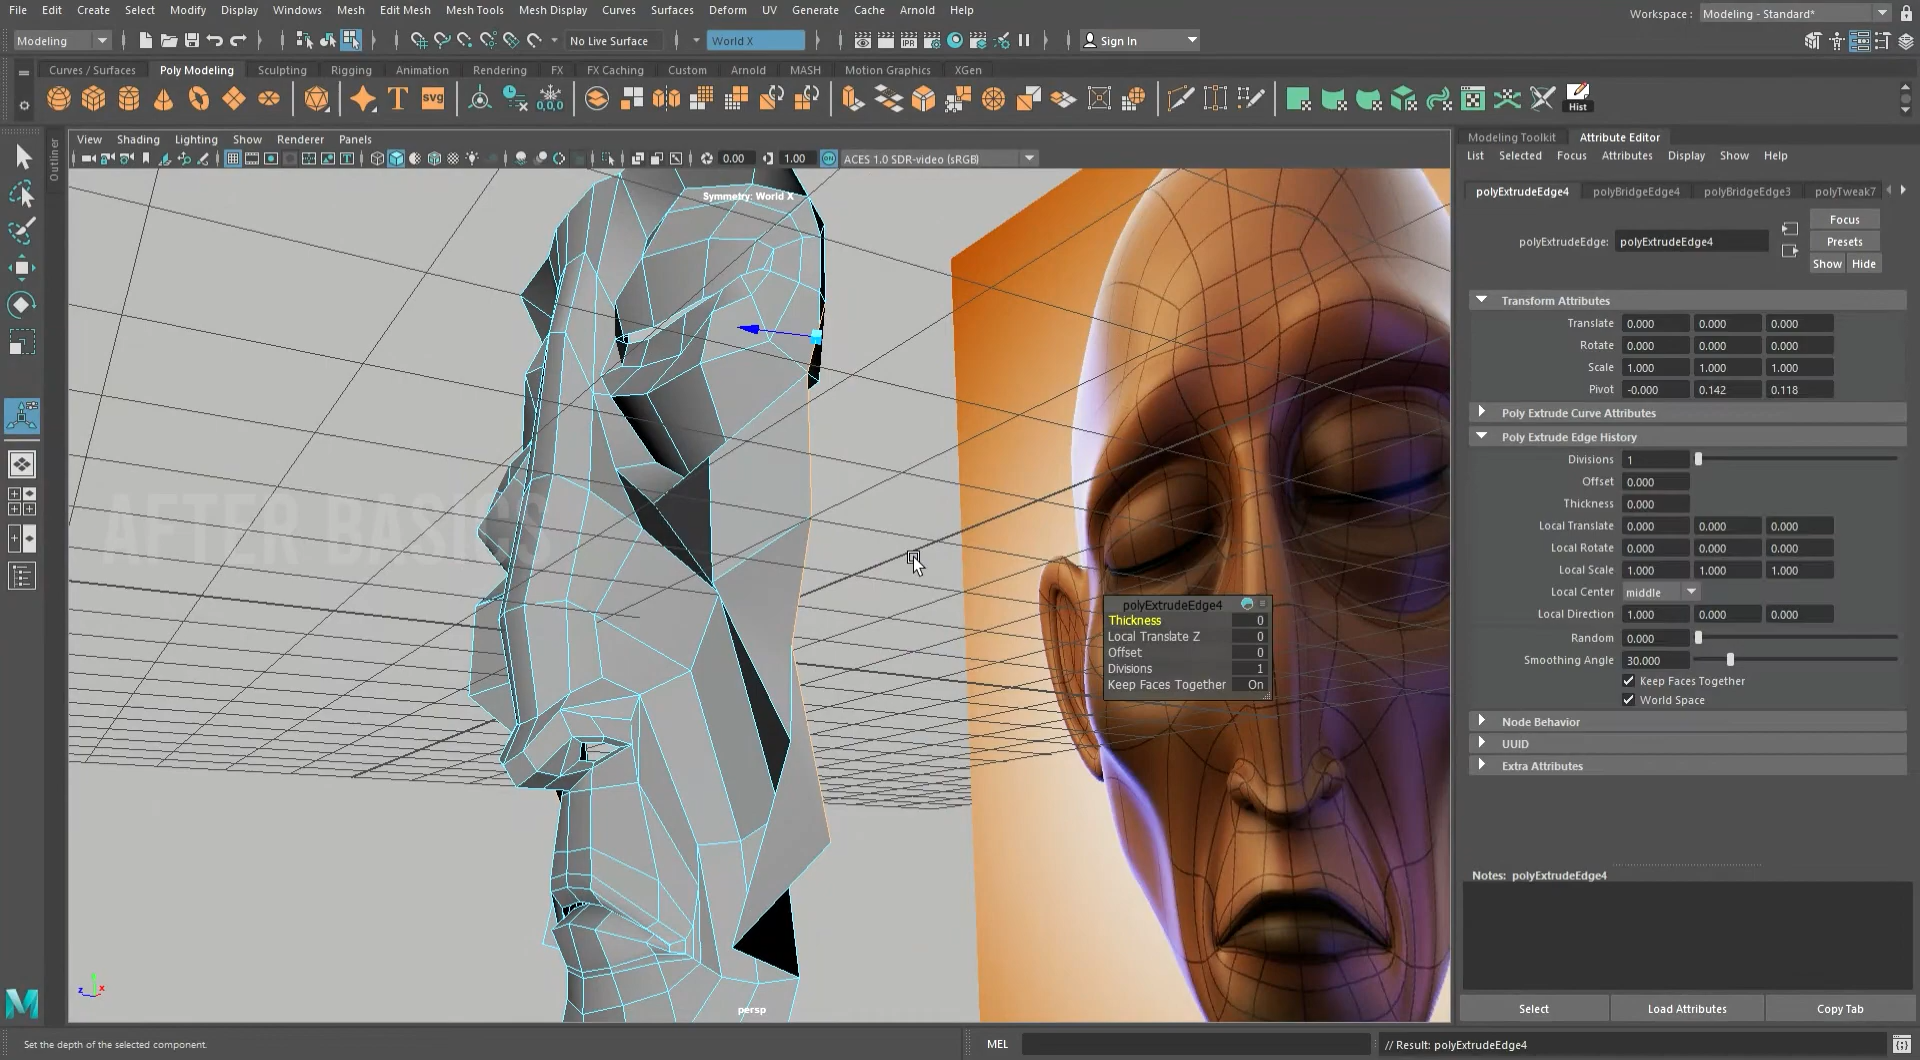 File Edit Create Select Modify Display Windows Mesh Edit Mesh Mesh Tools Mesh Display Curves Surfaces Deform UV Generate Cache Arnold Help
Workspace : Modeling - Standard*
Modeling
No Live Surface
World X
IPR
Sign In
Curves / Surfaces Poly Modeling Sculpting Rigging Animation Rendering FX FX Caching Custom Arnold MASH Motion Graphics XGen
T
SVG
0,0,0
Hist
Outliner
View Shading Lighting Show Renderer Panels
0.00
1.00
ON
ACES 1.0 SDR-video (sRGB)
Symmetry: World X
AFTER BASICS
polyExtrudeEdge4
Thickness 0
Local Translate Z 0
Offset 0
Divisions 1
Keep Faces Together On
z x
persp
Modeling Toolkit Attribute Editor
List Selected Focus Attributes Display Show Help
polyExtrudeEdge4 polyBridgeEdge4 polyBridgeEdge3 polyTweak7
polyExtrudeEdge: polyExtrudeEdge4
Focus
Presets
Show Hide
Transform Attributes
Translate 0.000 0.000 0.000
Rotate 0.000 0.000 0.000
Scale 1.000 1.000 1.000
Pivot -0.000 0.142 0.118
Poly Extrude Curve Attributes
Poly Extrude Edge History
Divisions 1
Offset 0.000
Thickness 0.000
Local Translate 0.000 0.000 0.000
Local Rotate 0.000 0.000 0.000
Local Scale 1.000 1.000 1.000
Local Center middle
Local Direction 1.000 0.000 0.000
Random 0.000
Smoothing Angle 30.000
Keep Faces Together
World Space
Node Behavior
UUID
Extra Attributes
Notes: polyExtrudeEdge4
Select Load Attributes Copy Tab
Set the depth of the selected component.
MEL
// Result: polyExtrudeEdge4